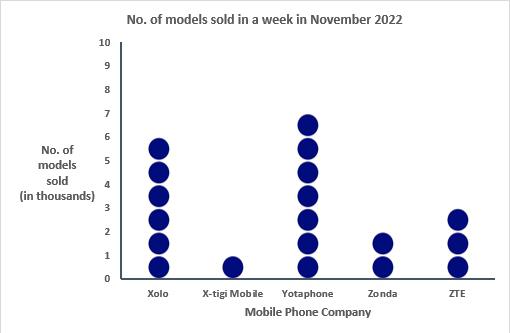 No. of models sold in a week in November 2022
10
9
8
7
6
5
4
3
2
1
0
No. of
models
sold
(in thousands)
Xolo X-tigi Mobile Yotaphone Zonda ZTE
Mobile Phone Company